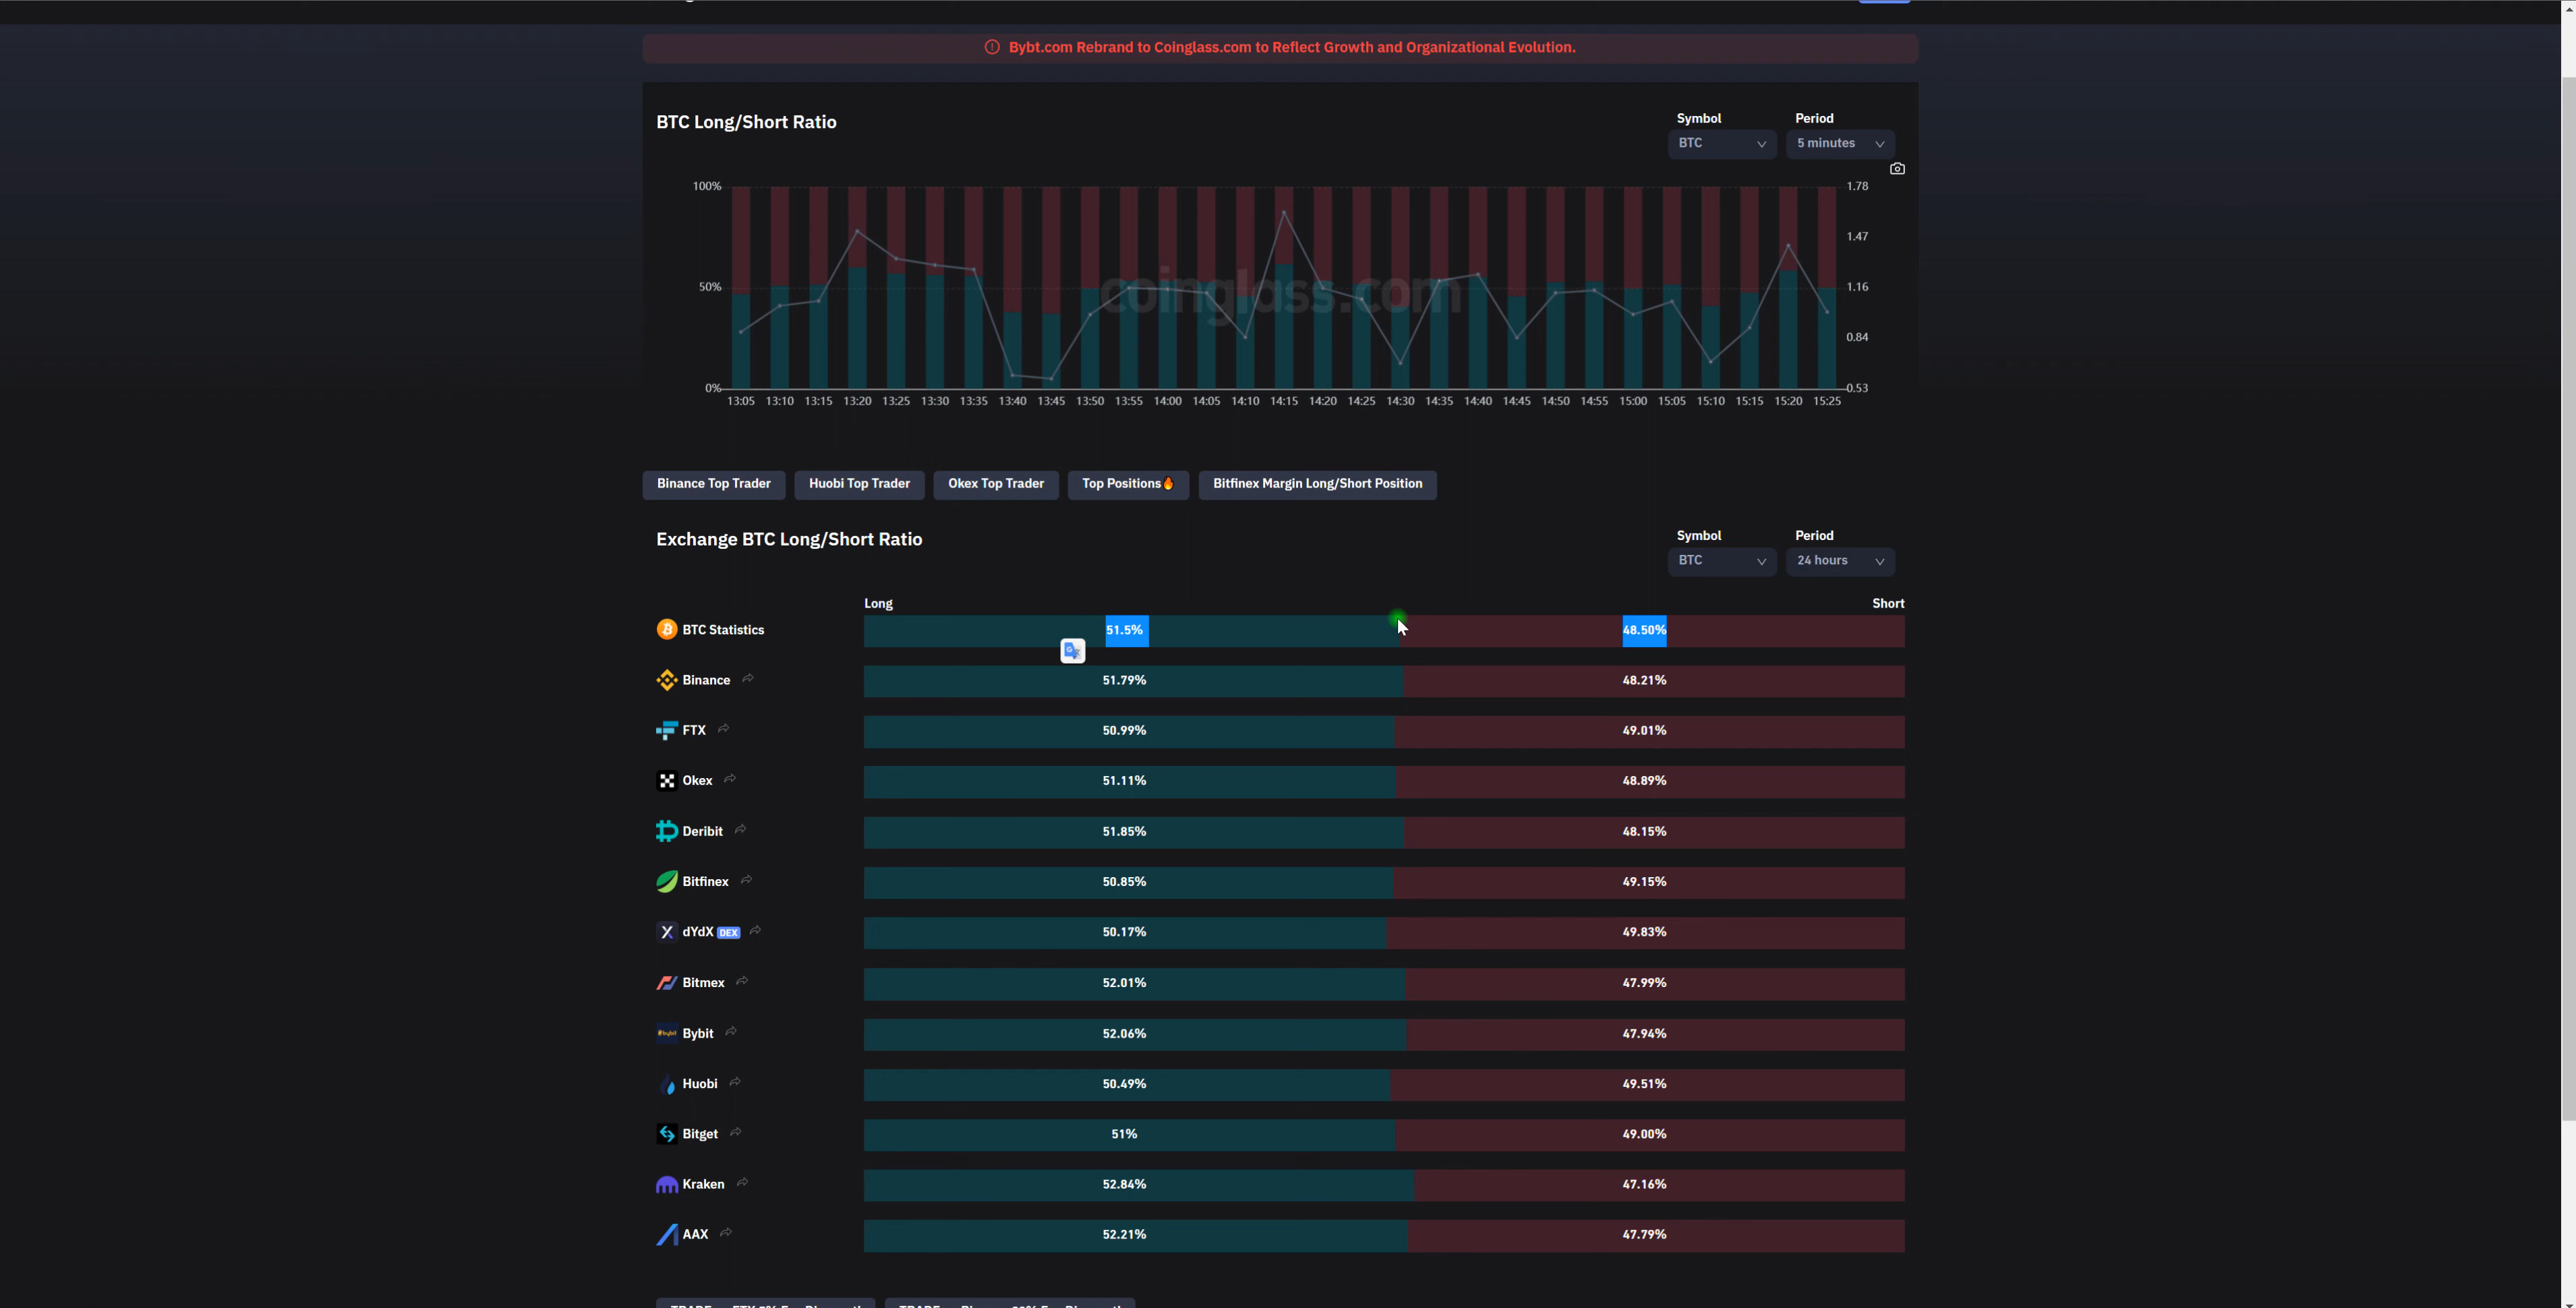 Bybt.com Rebrand to Coinglass.com to Reflect Growth and Organizational Evolution.
BTC Long/Short Ratio
Symbol Period
BTC 5 minutes
100% 1.78
1.47
50% 1.16
0.84
0% 0.53
coinglass.com
13:05 13:10 13:15 13:20 13:25 13:30 13:35 13:40 13:45 13:50 13:55 14:00 14:05 14:10 14:15 14:20 14:25 14:30 14:35 14:40 14:45 14:50 14:55 15:00 15:05 15:10 15:15 15:20 15:25
Binance Top Trader Huobi Top Trader Okex Top Trader Top Positions🔥 Bitfinex Margin Long/Short Position
Exchange BTC Long/Short Ratio
Symbol Period
BTC 24 hours
Long Short
BTC Statistics 51.5% 48.50%
Binance 51.79% 48.21%
FTX 50.99% 49.01%
Okex 51.11% 48.89%
Deribit 51.85% 48.15%
Bitfinex 50.85% 49.15%
dYdX DEX 50.17% 49.83%
Bitmex 52.01% 47.99%
Bybit 52.06% 47.94%
Huobi 50.49% 49.51%
Bitget 51% 49.00%
Kraken 52.84% 47.16%
AAX 52.21% 47.79%